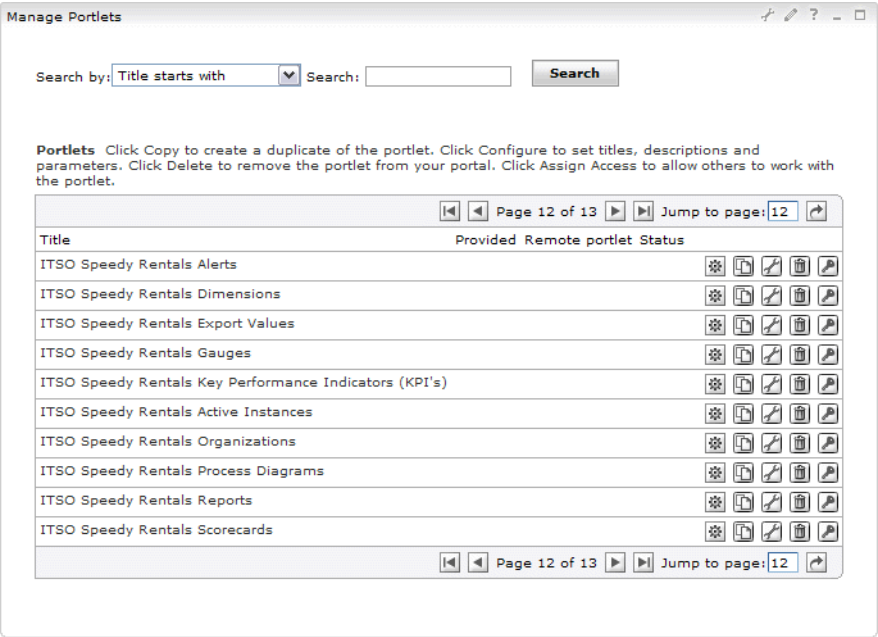 Manage Portlets ?
Search by: Title starts with Search: Search
Portlets Click Copy to create a duplicate of the portlet. Click Configure to set titles, descriptions and
parameters. Click Delete to remove the portlet from your portal. Click Assign Access to allow others to work with
the portlet.
Page 12 of 13 Jump to page: 12
Title Provided Remote portlet Status
ITSO Speedy Rentals Alerts
ITSO Speedy Rentals Dimensions
ITSO Speedy Rentals Export Values
ITSO Speedy Rentals Gauges
ITSO Speedy Rentals Key Performance Indicators (KPI's)
ITSO Speedy Rentals Active Instances
ITSO Speedy Rentals Organizations
ITSO Speedy Rentals Process Diagrams
ITSO Speedy Rentals Reports
ITSO Speedy Rentals Scorecards
Page 12 of 13 Jump to page: 12